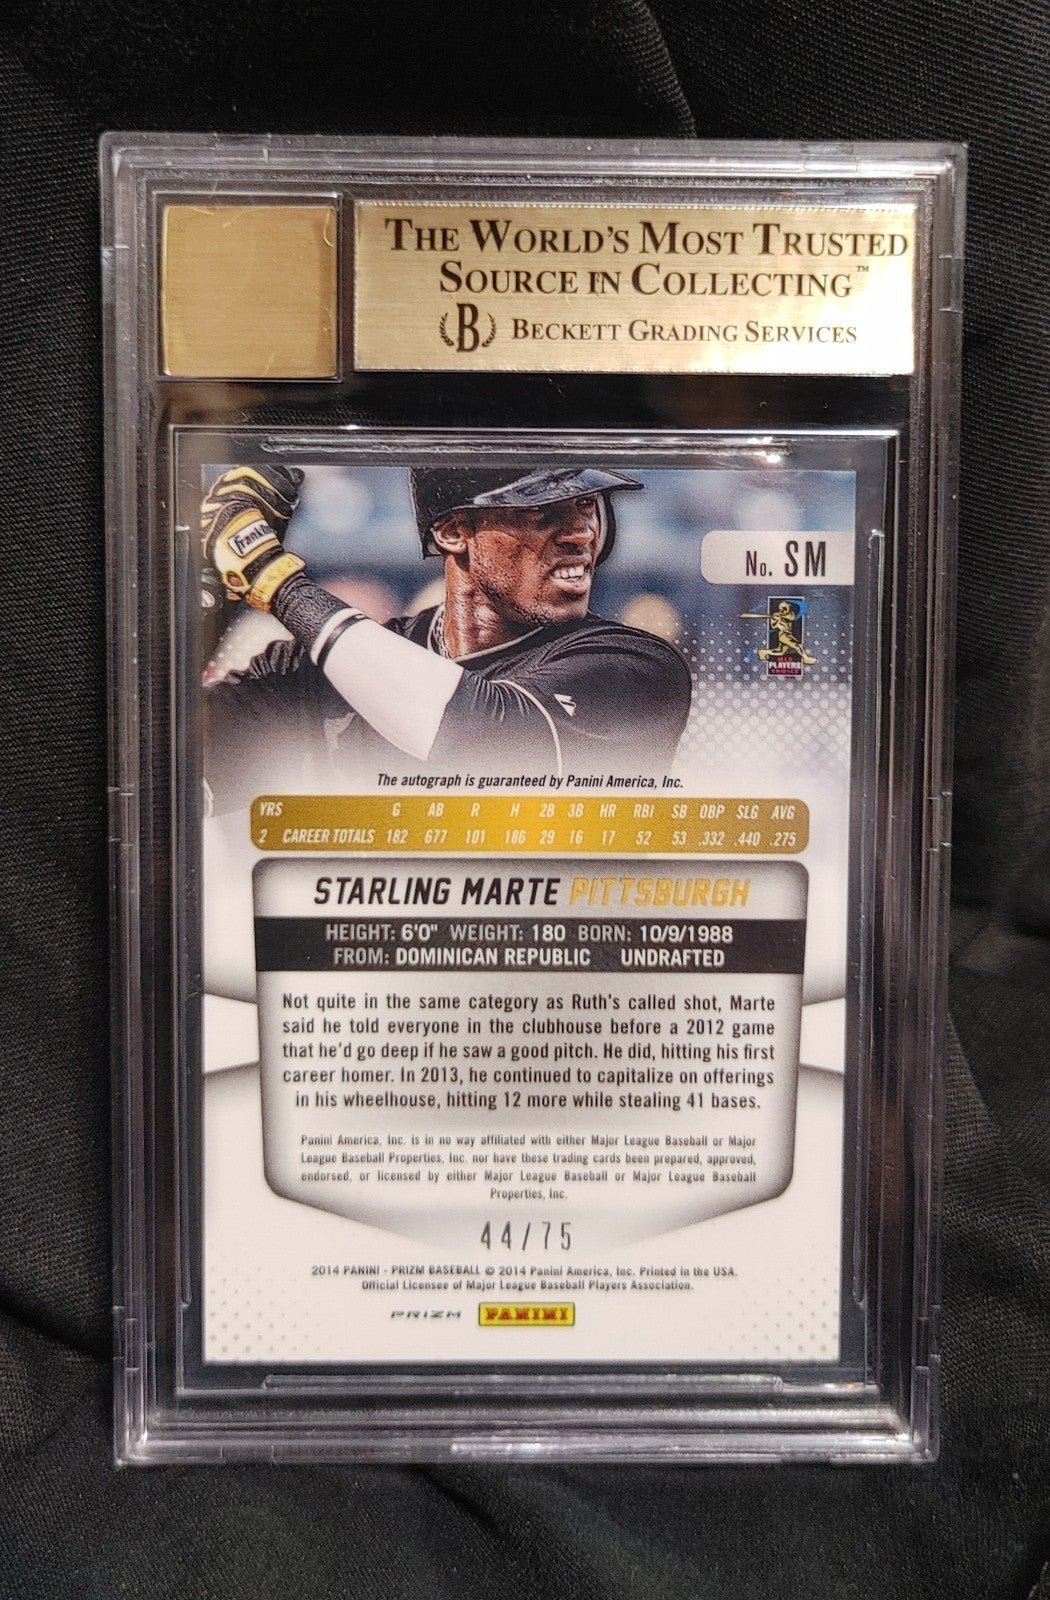 THE WORLD'S MOST TRUSTED
SOURCE IN COLLECTING™
B BECKETT GRADING SERVICES
Franklin
No. SM
MLB
PLAYERS
CHOICE
The autograph is guaranteed by Panini America, Inc.
YRS G AB R H 2B 3B HR RBI SB OBP SLG AVG
2 CAREER TOTALS 182 677 101 186 29 16 17 52 53 .332 .440 .275
STARLING MARTE PITTSBURGH
HEIGHT: 6'0" WEIGHT: 180 BORN: 10/9/1988
FROM: DOMINICAN REPUBLIC UNDRAFTED
Not quite in the same category as Ruth's called shot, Marte
said he told everyone in the clubhouse before a 2012 game
that he'd go deep if he saw a good pitch. He did, hitting his first
career homer. In 2013, he continued to capitalize on offerings
in his wheelhouse, hitting 12 more while stealing 41 bases.
Panini America, Inc. is in no way affiliated with either Major League Baseball or Major
League Baseball Properties, Inc. nor have these trading cards been prepared, approved,
endorsed, or licensed by either Major League Baseball or Major League Baseball
Properties, Inc.
44/75
2014 PANINI - PRIZM BASEBALL © 2014 Panini America, Inc. Printed in the USA.
Official Licensee of Major League Baseball Players Association.
PRIZM PANINI